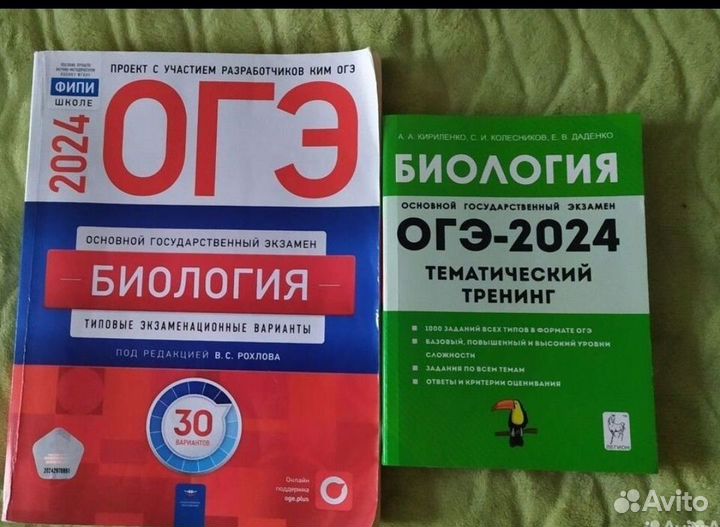 ПРОЕКТ С УЧАСТИЕМ РАЗРАБОТЧИКОВ КИМ ОГЭ
ФИПИ
ШКОЛЕ
2024
ОГЭ
ОСНОВНОЙ ГОСУДАРСТВЕННЫЙ ЭКЗАМЕН
БИОЛОГИЯ
ТИПОВЫЕ ЭКЗАМЕНАЦИОННЫЕ ВАРИАНТЫ
ПОД РЕДАКЦИЕЙ В.С. РОХЛОВА
30
ВАРИАНТОВ
Онлайн
поддержка
oge.plus
А. А. КИРИЛЕНКО, С. И. КОЛЕСНИКОВ, Е. В. ДАДЕНКО
БИОЛОГИЯ
ОСНОВНОЙ ГОСУДАРСТВЕННЫЙ ЭКЗАМЕН
ОГЭ-2024
ТЕМАТИЧЕСКИЙ
ТРЕНИНГ
1000 ЗАДАНИЙ ВСЕХ ТИПОВ В ФОРМАТЕ ОГЭ
БАЗОВЫЙ, ПОВЫШЕННЫЙ И ВЫСОКИЙ УРОВНИ
СЛОЖНОСТИ
ЗАДАНИЯ ПО ВСЕМ ТЕМАМ
ОТВЕТЫ И КРИТЕРИИ ОЦЕНИВАНИЯ
ЛЕГИОН
Avito